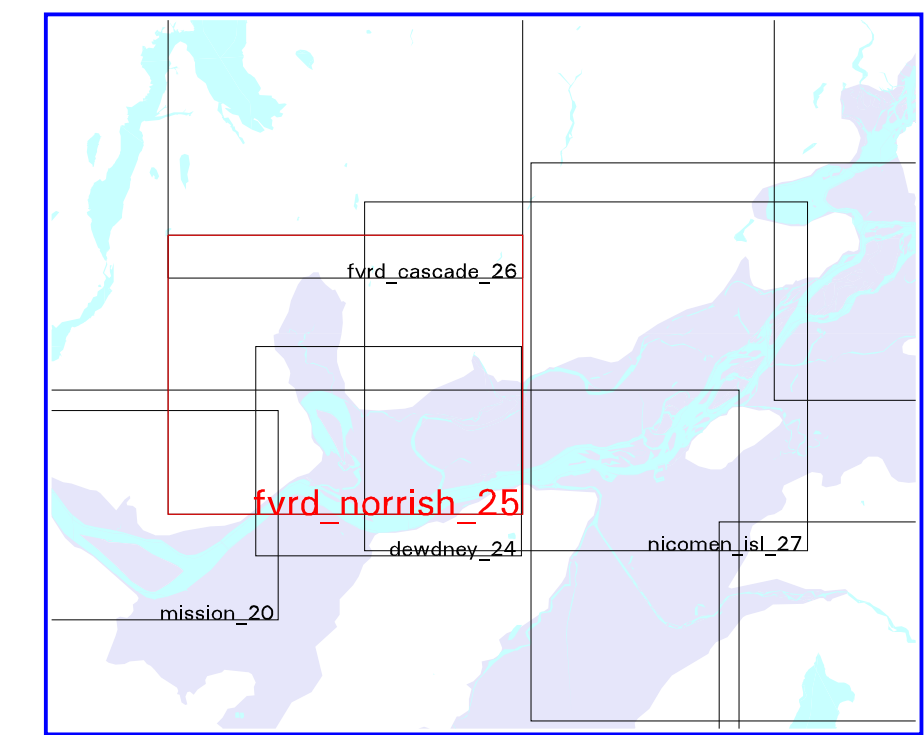 fvrd_cascade_26
fvrd_norrish_25
dewdney_24
nicomen_isl_27
mission_20